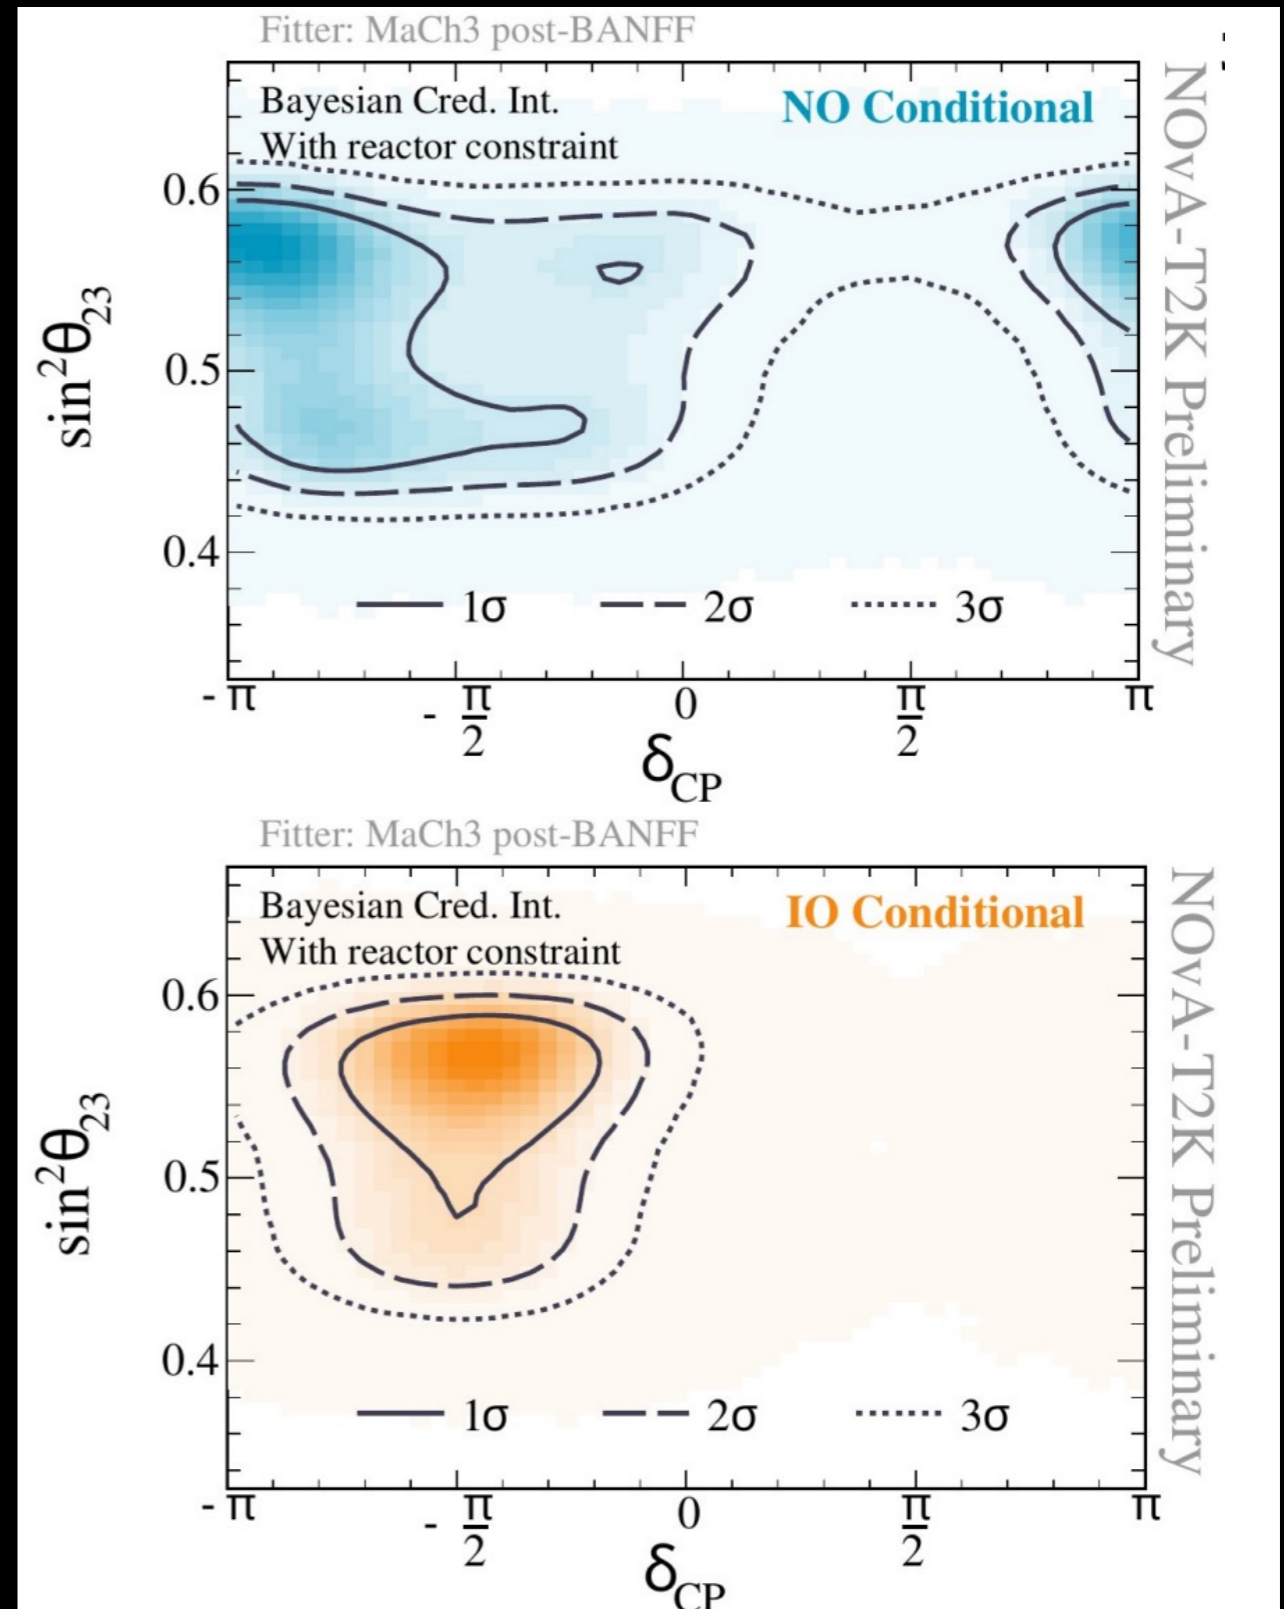 Fitter: MaCh3 post-BANFF
Bayesian Cred. Int.
With reactor constraint
NO Conditional
0.6
0.5
0.4
sin²θ₂₃
1σ 2σ 3σ
-π -π/2 0 π/2 π
δCP
NOvA-T2K Preliminary
Fitter: MaCh3 post-BANFF
Bayesian Cred. Int.
With reactor constraint
IO Conditional
0.6
0.5
0.4
sin²θ₂₃
1σ 2σ 3σ
-π -π/2 0 π/2 π
δCP
NOvA-T2K Preliminary